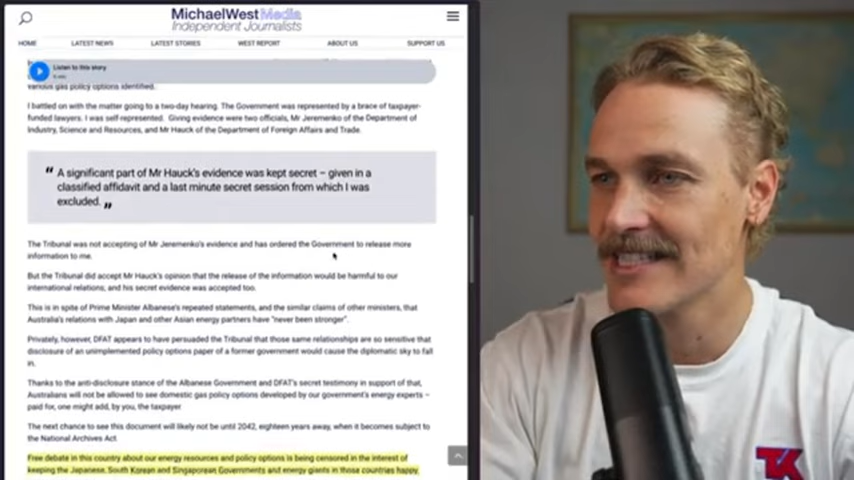 MichaelWest Media
Independent Journalists
HOME LATEST NEWS LATEST STORIES WEST REPORT ABOUT US SUPPORT US
Listen to this story
various gas policy options identified.
I battled on with the matter going to a two-day hearing. The Government was represented by a brace of taxpayer-
funded lawyers. I was self-represented. Giving evidence were two officials, Mr Jeremenko of the Department of
Industry, Science and Resources, and Mr Hauck of the Department of Foreign Affairs and Trade.
“ A significant part of Mr Hauck's evidence was kept secret – given in a
classified affidavit and a last minute secret session from which I was
excluded. „
The Tribunal was not accepting of Mr Jeremenko's evidence and has ordered the Government to release more
information to me.
But the Tribunal did accept Mr Hauck's opinion that the release of the information would be harmful to our
international relations, and his secret evidence was accepted too.
This is in spite of Prime Minister Albanese's repeated statements, and the similar claims of other ministers, that
Australia's relations with Japan and other Asian energy partners have “never been stronger”.
Privately, however, DFAT appears to have persuaded the Tribunal that those same relationships are so sensitive that
disclosure of an unimplemented policy options paper of a former government would cause the diplomatic sky to fall
in.
Thanks to the anti-disclosure stance of the Albanese Government and DFAT's secret testimony in support of that,
Australians will not be allowed to see domestic gas policy options developed by our government's energy experts –
paid for, one might add, by you, the taxpayer
The next chance to see this document will likely not be until 2042, eighteen years away, when it becomes subject to
the National Archives Act
Free debate in this country about our energy resources and policy options is being censored in the interest of
keeping the Japanese, South Korean and Singaporean Governments and energy giants in those countries happy.